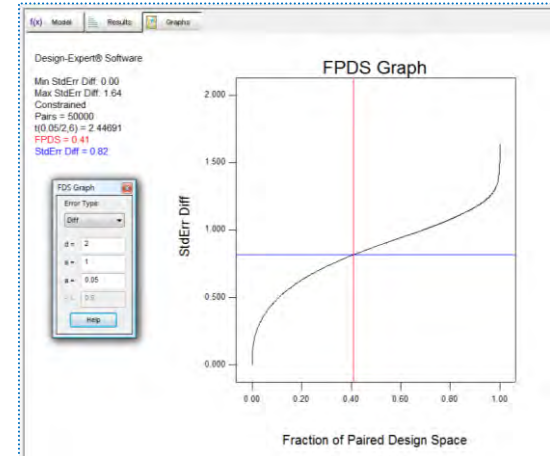 f(x) Model Results Graphs
Design-Expert® Software
Min StdErr Diff: 0.00
Max StdErr Diff: 1.64
Constrained
Pairs = 50000
t(0.05/2,6) = 2.44691
FPDS = 0.41
StdErr Diff = 0.82
FDS Graph
Error Type:
Diff
d = 2
s = 1
a = 0.05
0.5
Help
FPDS Graph
StdErr Diff
2.000
1.500
1.000
0.500
0.000
0.00 0.20 0.40 0.60 0.80 1.00
Fraction of Paired Design Space